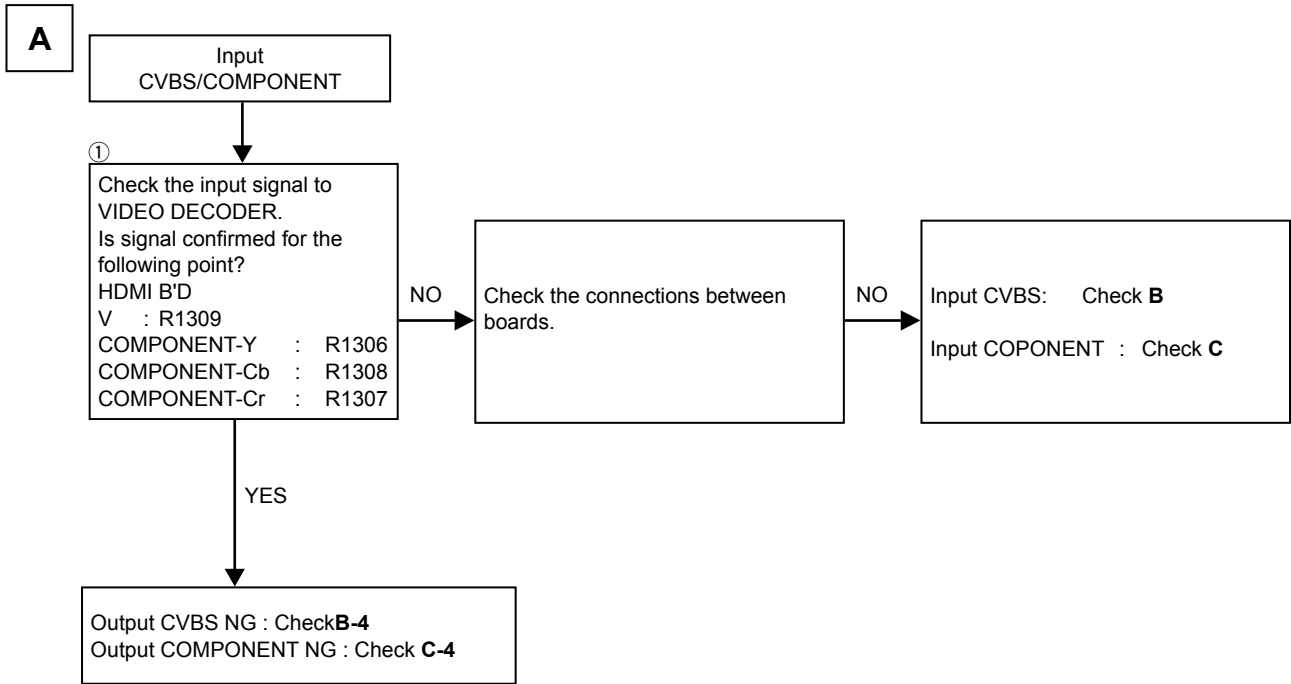 A
Input
CVBS/COMPONENT
①
Check the input signal to
VIDEO DECODER.
Is signal confirmed for the
following point?
HDMI B'D
V : R1309
COMPONENT-Y : R1306
COMPONENT-Cb : R1308
COMPONENT-Cr : R1307
NO
Check the connections between
boards.
NO
Input CVBS: Check B
Input COPONENT : Check C
YES
Output CVBS NG : CheckB-4
Output COMPONENT NG : Check C-4